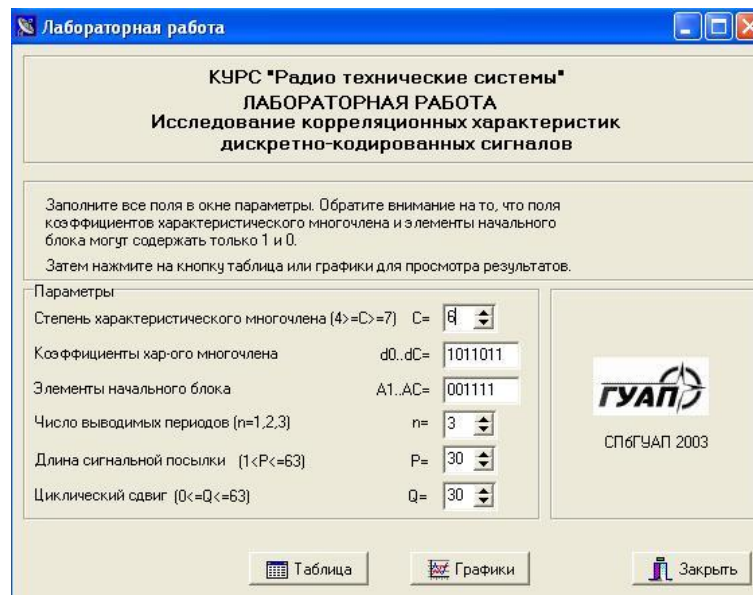 Лабораторная работа
КУРС "Радио технические системы"
ЛАБОРАТОРНАЯ РАБОТА
Исследование корреляционных характеристик
дискретно-кодированных сигналов
Заполните все поля в окне параметры. Обратите внимание на то, что поля
коэффициентов характеристического многочлена и элементы начального
блока могут содержать только 1 и 0.
Затем нажмите на кнопку таблица или графики для просмотра результатов.
Параметры
Степень характеристического многочлена (4>=C>=7) C= 6
Коэффициенты хар-ого многочлена d0..dC= 1011011
Элементы начального блока A1..AC= 001111
Число выводимых периодов (n=1,2,3) n= 3
Длина сигнальной посылки (1<P<=63) P= 30
Циклический сдвиг (0<=Q<=63) Q= 30
ГУАП
СПбГУАП 2003
Таблица Графики Закрыть